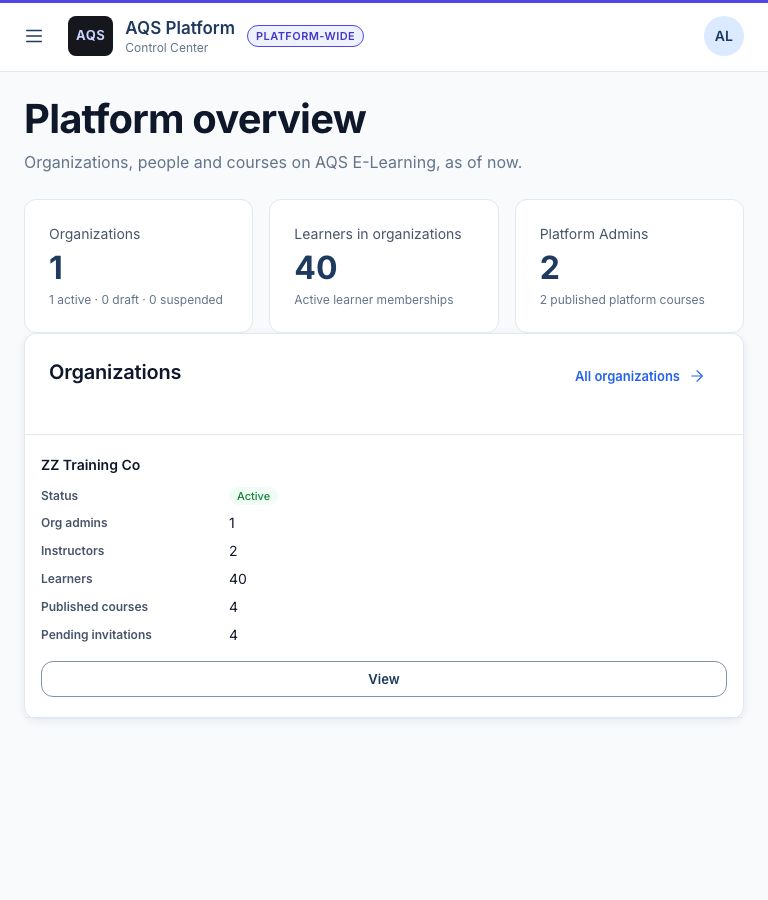 AQS
AQS Platform
Control Center
PLATFORM-WIDE
AL
Platform overview
Organizations, people and courses on AQS E-Learning, as of now.
Organizations
1
1 active · 0 draft · 0 suspended
Learners in organizations
40
Active learner memberships
Platform Admins
2
2 published platform courses
Organizations
All organizations
ZZ Training Co
Status Active
Org admins 1
Instructors 2
Learners 40
Published courses 4
Pending invitations 4
View